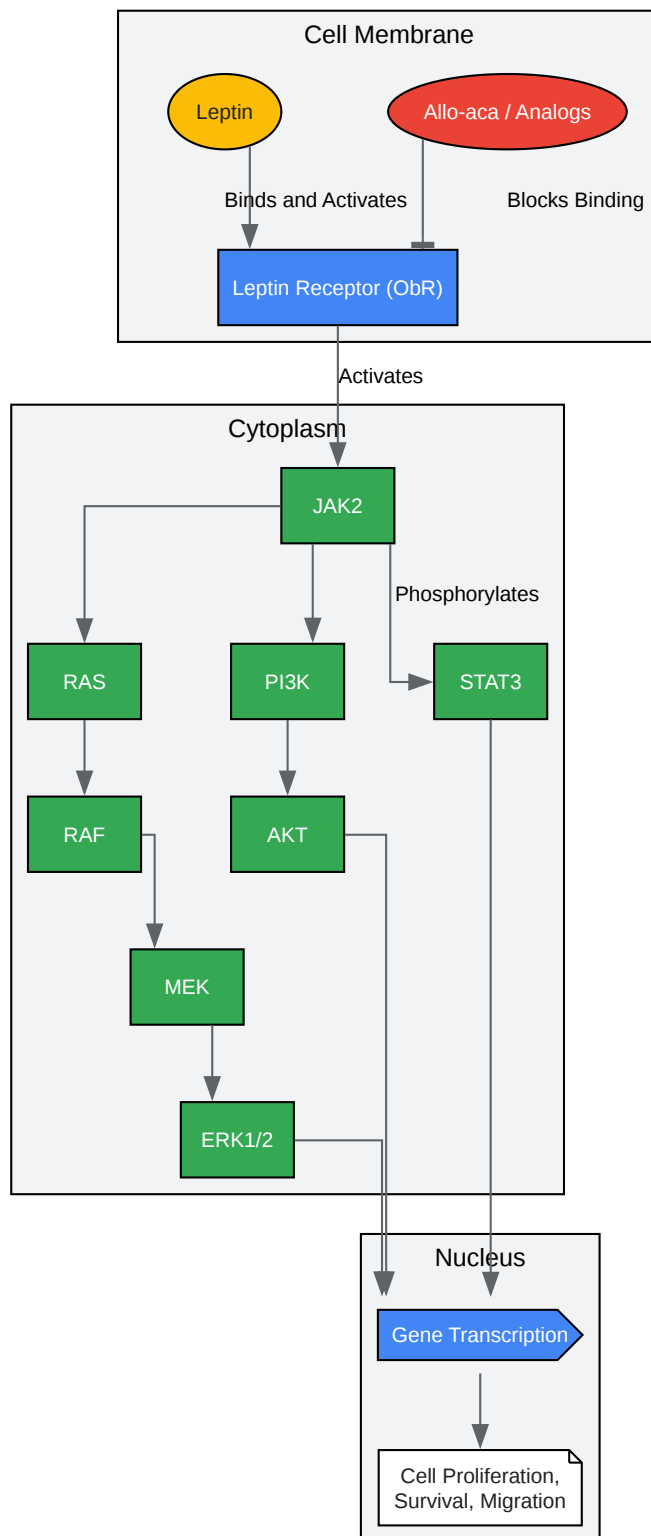 Cell Membrane
Leptin
Allo-aca / Analogs
Binds and Activates
Blocks Binding
Leptin Receptor (ObR)
Activates
Cytoplasm
JAK2
Phosphorylates
RAS
PI3K
STAT3
RAF
AKT
MEK
ERK1/2
Nucleus
Gene Transcription
Cell Proliferation,
Survival, Migration